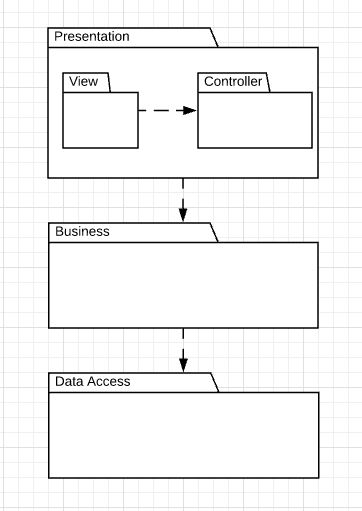 Presentation
View
Controller
Business
Data Access